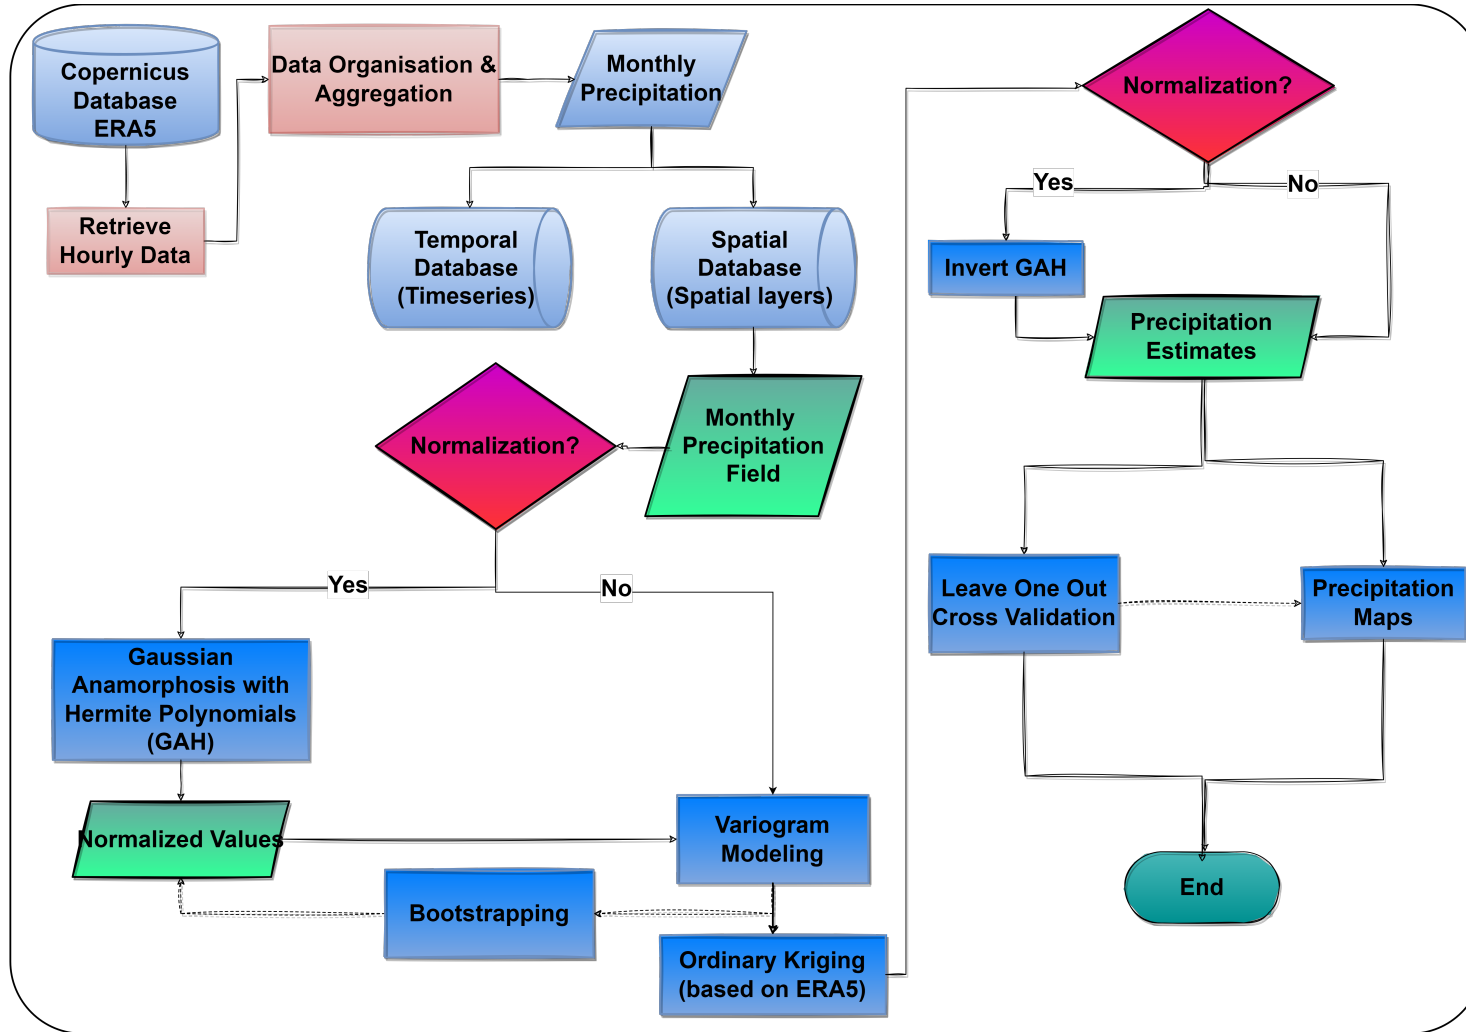 Copernicus
Database
ERA5
Retrieve
Hourly Data
Data Organisation &
Aggregation
Monthly
Precipitation
Temporal
Database
(Timeseries)
Spatial
Database
(Spatial layers)
Monthly
Precipitation
Field
Normalization?
Yes
No
Gaussian
Anamorphosis with
Hermite Polynomials
(GAH)
Normalized Values
Variogram
Modeling
Bootstrapping
Ordinary Kriging
(based on ERA5)
Normalization?
Yes
No
Invert GAH
Precipitation
Estimates
Leave One Out
Cross Validation
Precipitation
Maps
End